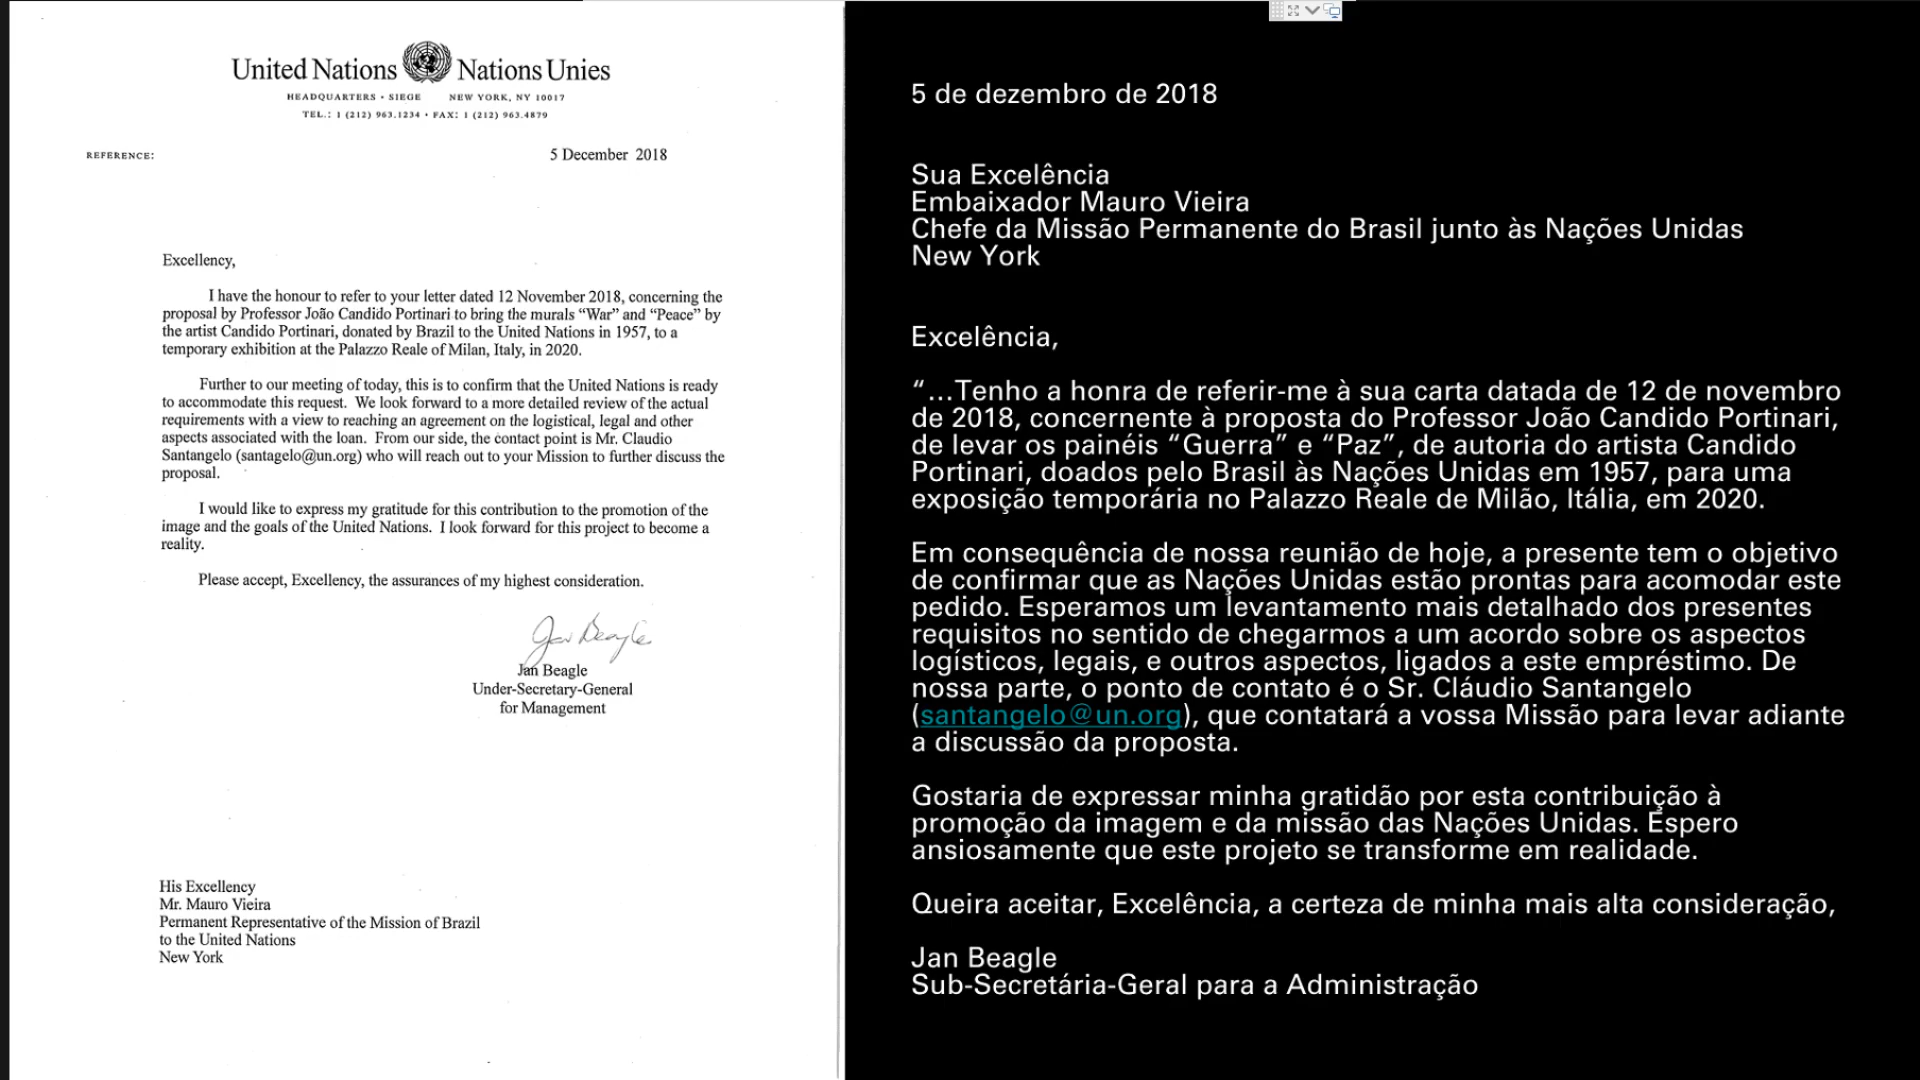 United Nations Nations Unies
HEADQUARTERS • SIEGE NEW YORK, NY 10017
TEL.: 1 (212) 963.1234 • FAX: 1 (212) 963.4879
REFERENCE:
5 December 2018
Excellency,
I have the honour to refer to your letter dated 12 November 2018, concerning the
proposal by Professor João Candido Portinari to bring the murals “War” and “Peace” by
the artist Candido Portinari, donated by Brazil to the United Nations in 1957, to a
temporary exhibition at the Palazzo Reale of Milan, Italy, in 2020.
Further to our meeting of today, this is to confirm that the United Nations is ready
to accommodate this request. We look forward to a more detailed review of the actual
requirements with a view to reaching an agreement on the logistical, legal and other
aspects associated with the loan. From our side, the contact point is Mr. Claudio
Santangelo (santagelo@un.org) who will reach out to your Mission to further discuss the
proposal.
I would like to express my gratitude for this contribution to the promotion of the
image and the goals of the United Nations. I look forward for this project to become a
reality.
Please accept, Excellency, the assurances of my highest consideration.
Jan Beagle
Jan Beagle
Under-Secretary-General
for Management
His Excellency
Mr. Mauro Vieira
Permanent Representative of the Mission of Brazil
to the United Nations
New York
5 de dezembro de 2018
Sua Excelência
Embaixador Mauro Vieira
Chefe da Missão Permanente do Brasil junto às Nações Unidas
New York
Excelência,
“...Tenho a honra de referir-me à sua carta datada de 12 de novembro
de 2018, concernente à proposta do Professor João Candido Portinari,
de levar os painéis “Guerra” e “Paz”, de autoria do artista Candido
Portinari, doados pelo Brasil às Nações Unidas em 1957, para uma
exposição temporária no Palazzo Reale de Milão, Itália, em 2020.
Em consequência de nossa reunião de hoje, a presente tem o objetivo
de confirmar que as Nações Unidas estão prontas para acomodar este
pedido. Esperamos um levantamento mais detalhado dos presentes
requisitos no sentido de chegarmos a um acordo sobre os aspectos
logísticos, legais, e outros aspectos, ligados a este empréstimo. De
nossa parte, o ponto de contato é o Sr. Cláudio Santangelo
(santangelo@un.org), que contatará a vossa Missão para levar adiante
a discussão da proposta.
Gostaria de expressar minha gratidão por esta contribuição à
promoção da imagem e da missão das Nações Unidas. Espero
ansiosamente que este projeto se transforme em realidade.
Queira aceitar, Excelência, a certeza de minha mais alta consideração,
Jan Beagle
Sub-Secretária-Geral para a Administração